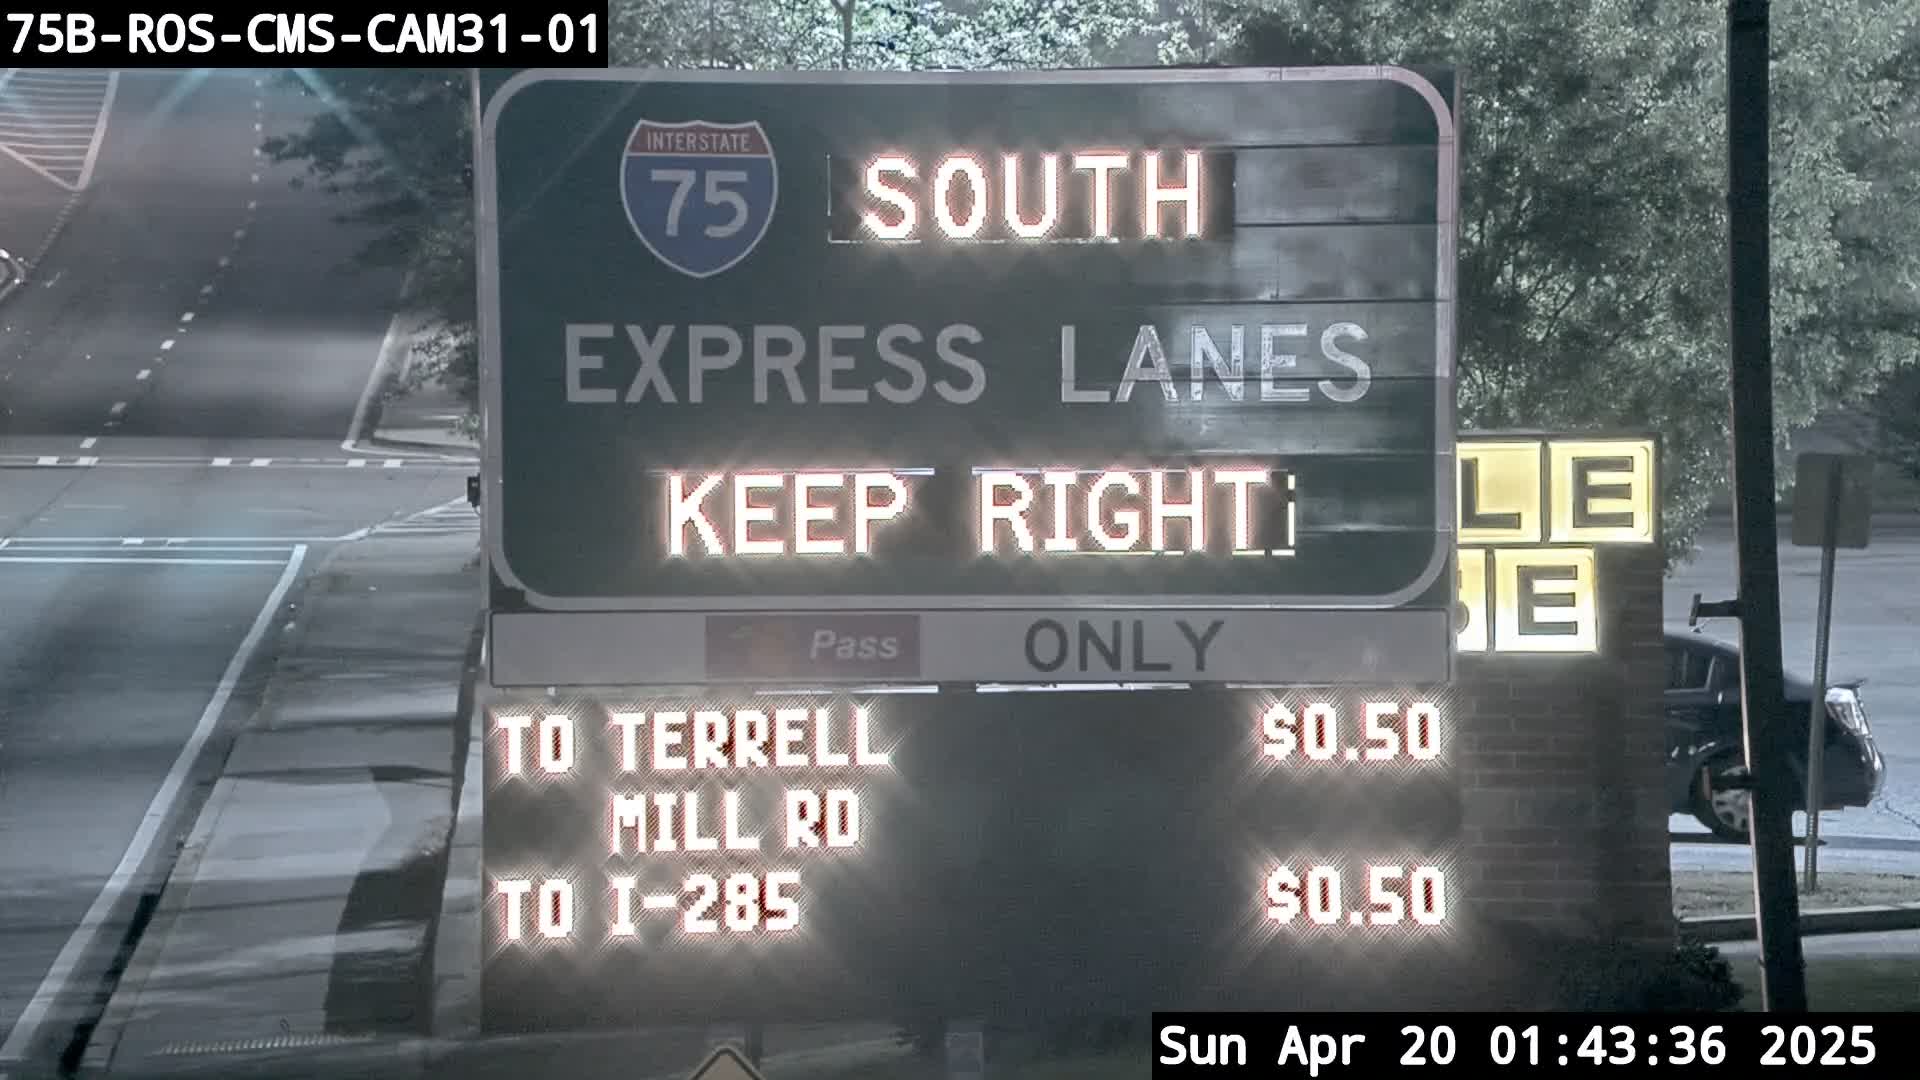 75B-ROS-CMS-CAM31-01
INTERSTATE
75
SOUTH
EXPRESS LANES
KEEP RIGHT
Pass ONLY
TO TERRELL $0.50
MILL RD
TO I-285 $0.50
LE
E
Sun Apr 20 01:43:36 2025